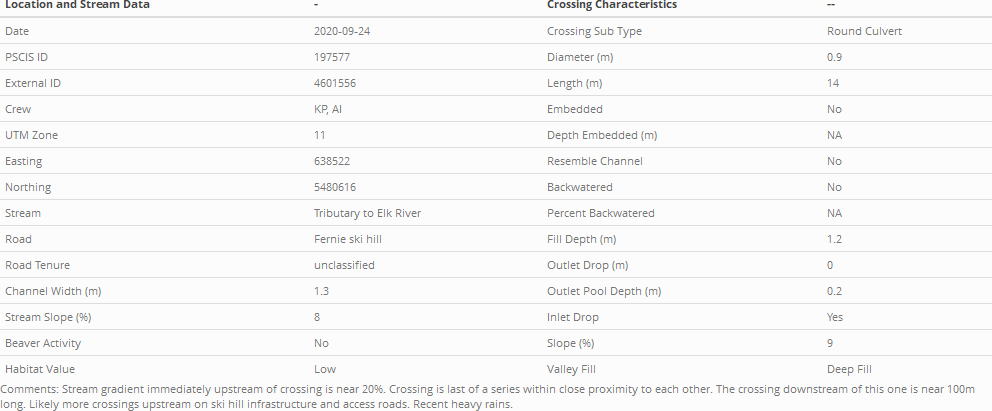 Location and Stream Data - Crossing Characteristics --
Date 2020-09-24 Crossing Sub Type Round Culvert
PSCIS ID 197577 Diameter (m) 0.9
External ID 4601556 Length (m) 14
Crew KP, AI Embedded No
UTM Zone 11 Depth Embedded (m) NA
Easting 638522 Resemble Channel No
Northing 5480616 Backwatered No
Stream Tributary to Elk River Percent Backwatered NA
Road Fernie ski hill Fill Depth (m) 1.2
Road Tenure unclassified Outlet Drop (m) 0
Channel Width (m) 1.3 Outlet Pool Depth (m) 0.2
Stream Slope (%) 8 Inlet Drop Yes
Beaver Activity No Slope (%) 9
Habitat Value Low Valley Fill Deep Fill
Comments: Stream gradient immediately upstream of crossing is near 20%. Crossing is last of a series within close proximity to each other. The crossing downstream of this one is near 100m
long. Likely more crossings upstream on ski hill infrastructure and access roads. Recent heavy rains.